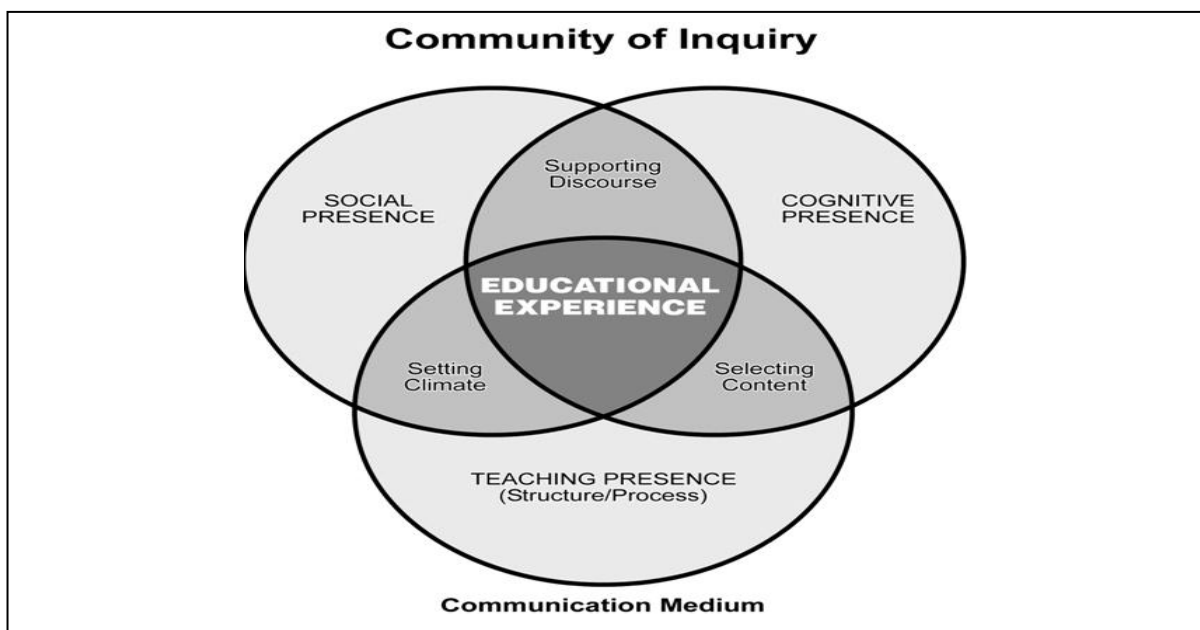 Community of Inquiry
Supporting
Discourse
SOCIAL
PRESENCE
COGNITIVE
PRESENCE
EDUCATIONAL
EXPERIENCE
Setting
Climate
Selecting
Content
TEACHING PRESENCE
(Structure/Process)
Communication Medium